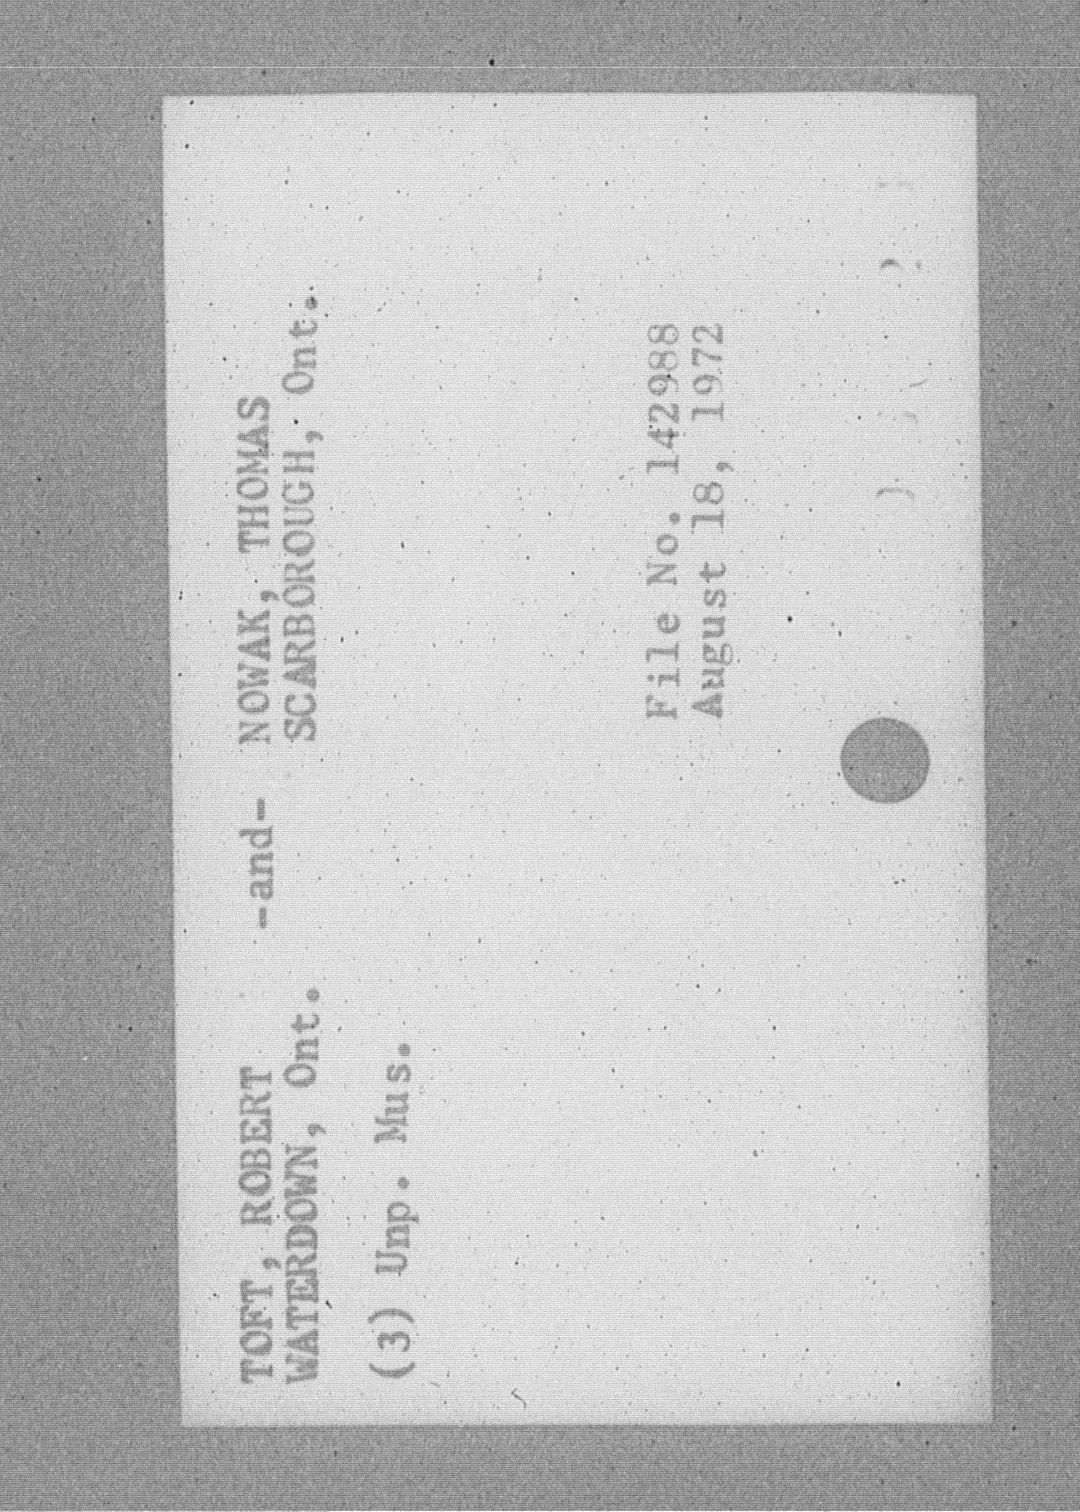 TOFT, ROBERT -and- NOWAK, THOMAS
WATERDOWN, Ont. SCARBOROUGH, Ont.
(3) Unp. Mus.
File No. 142988
August 18, 1972